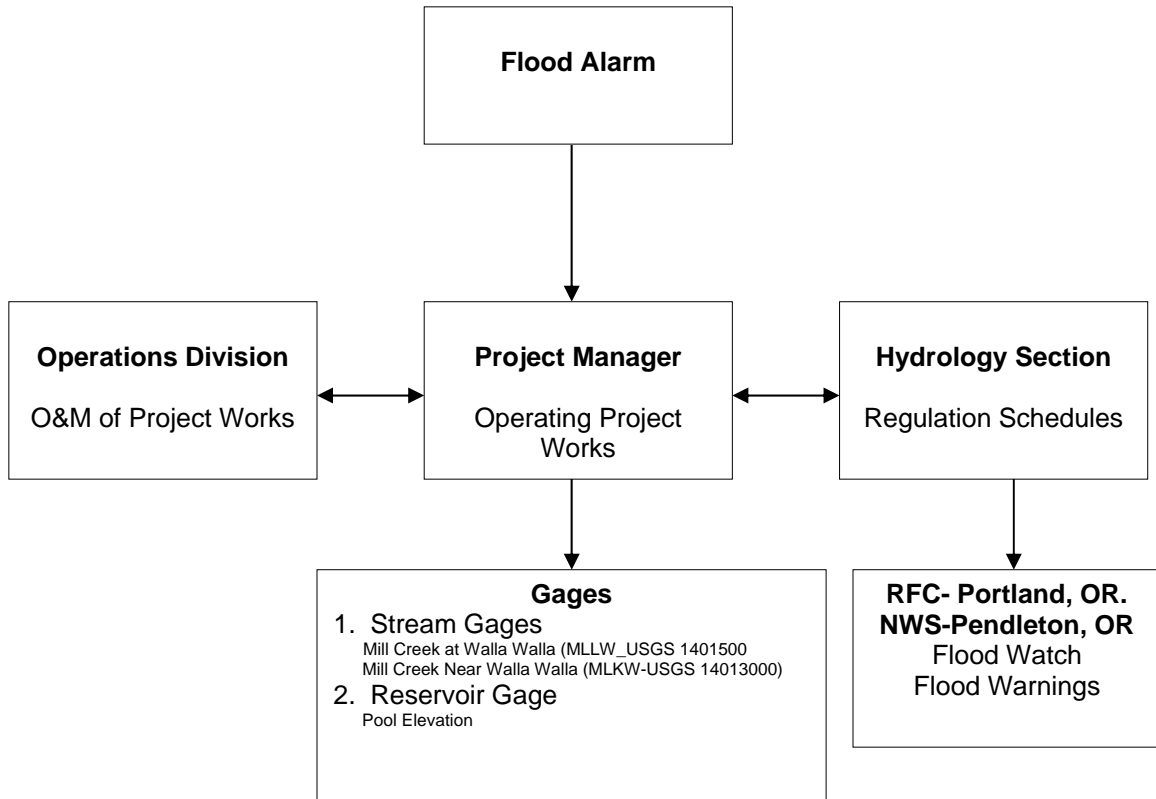 Flood Alarm
Operations Division
O&M of Project Works
Project Manager
Operating Project
Works
Hydrology Section
Regulation Schedules
Gages
1. Stream Gages
Mill Creek at Walla Walla (MLLW_USGS 1401500
Mill Creek Near Walla Walla (MLKW-USGS 14013000)
2. Reservoir Gage
Pool Elevation
RFC- Portland, OR.
NWS-Pendleton, OR
Flood Watch
Flood Warnings